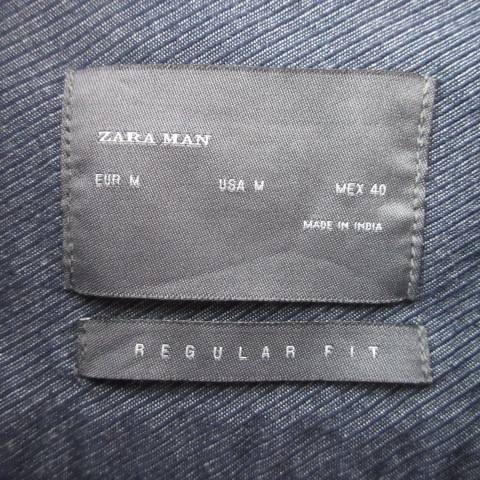 ZARA MAN
EUR M USA M MEX 40
MADE IN INDIA
REGULAR FIT